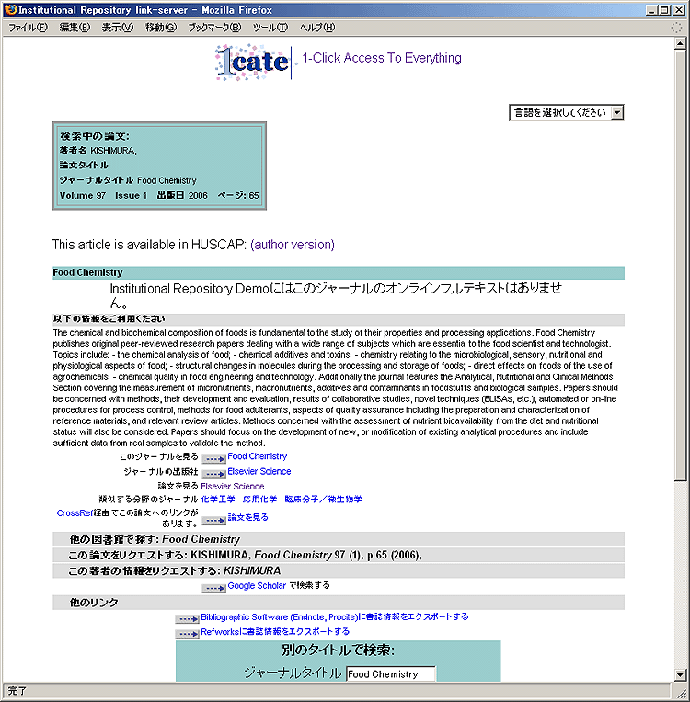 Institutional Repository link-server - Mozilla Firefox
ファイル(F) 編集(E) 表示(V) 移動(G) ブックマーク(B) ツール(T) ヘルプ(H)
1cate 1-Click Access To Everything
言語を選択してください
検索中の論文:
著者名 KISHIMURA,
論文タイトル
ジャーナルタイトル Food Chemistry
Volume 97 Issue 1 出版日 2006 ページ: 65
This article is available in HUSCAP: (author version)
Food Chemistry
Institutional Repository Demoにはこのジャーナルのオンラインフルテキストはありませ
ん。
以下の情報をご利用ください
The chemical and biochemical composition of foods is fundamental to the study of their properties and processing applications. Food Chemistry
publishes original peer-reviewed research papers dealing with a wide range of subjects which are essential to the food scientist and technologist.
Topics include: - the chemical analysis of food; - chemical additives and toxins - chemistry relating to the microbiological, sensory, nutritional and
physiological aspects of food; - structural changes in molecules during the processing and storage of foods; - direct effects on foods of the use of
agrochemicals - chemical quality in food engineering and technology. Additionally the journal features the Analytical, Nutritional and Clinical Methods
Section covering the measurement of micronutrients, macronutrients, additives and contaminants in foodstuffs and biological samples. Papers should
be concerned with methods, their development and evaluation, results of collaborative studies, novel techniques (ELISAs, etc.), automated or on-line
procedures for process control, methods for food adulterants, aspects of quality assurance including the preparation and characterization of
reference materials, and relevant review articles. Methods concerned with the assessment of nutrient bioavailability from the diet and nutritional
status will also be considered. Papers should focus on the development of new, or modification of existing analytical procedures and include
sufficient data from real samples to validate the method.
このジャーナルを見る Food Chemistry
ジャーナルの出版社 Elsevier Science
論文を見る Elsevier Science
類似する分野のジャーナル 化学工学 応用化学 臨床分子/微生物学
CrossRef経由でこの論文へのリンクが
あります。 論文を見る
他の図書館で探す: Food Chemistry
この論文をリクエストする: KISHIMURA, Food Chemistry 97 (1), p 65 (2006),
この著者の情報をリクエストする: KISHIMURA
Google Scholar で検索する
他のリンク
Bibliographic Software (Endnote, Procite)に書誌情報をエクスポートする
Refworksに書誌情報をエクスポートする
別のタイトルで検索:
ジャーナルタイトル Food Chemistry
完了